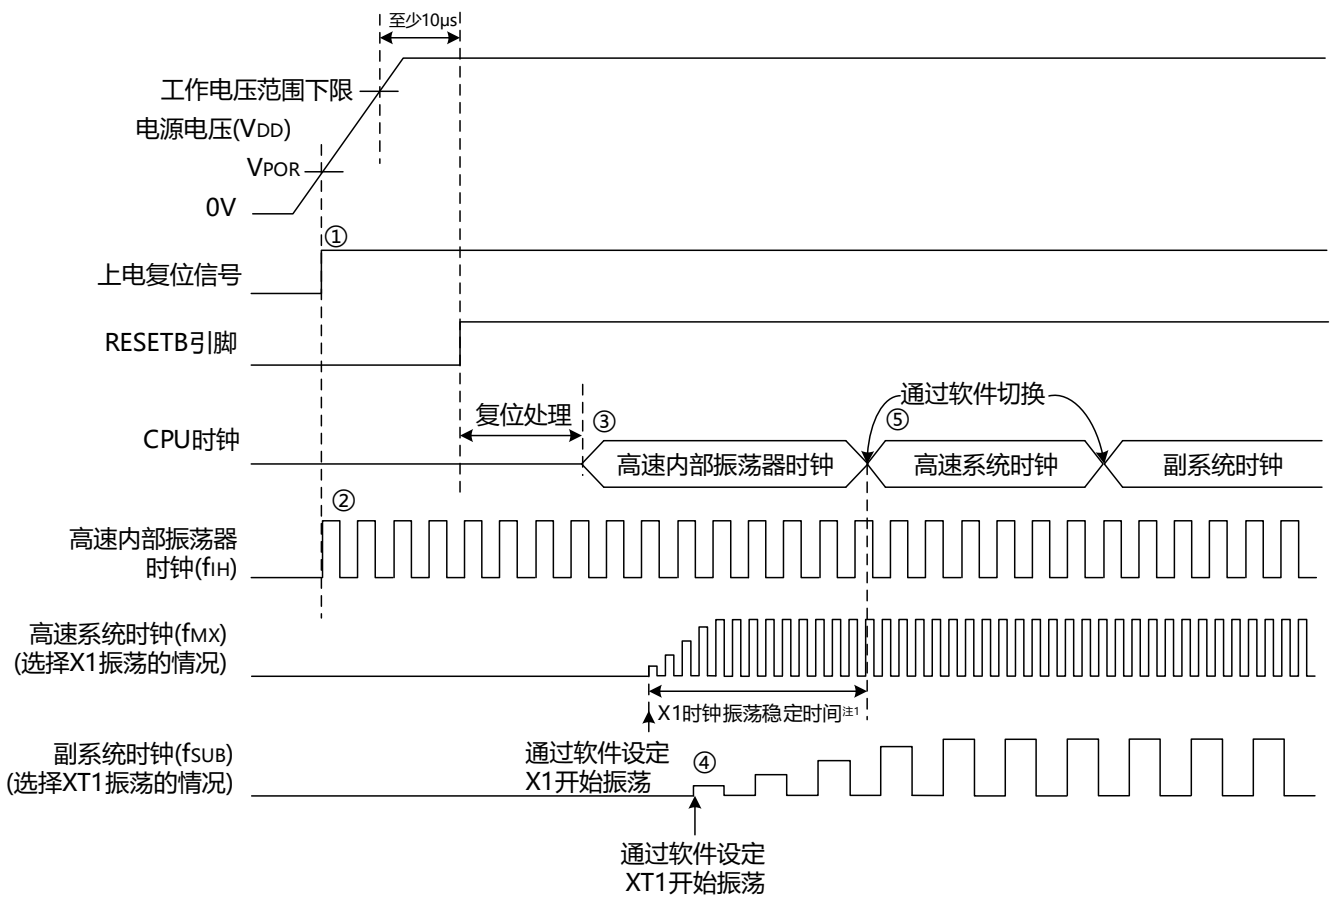 至少10μs
工作电压范围下限
电源电压(VDD)
VPOR
0V
①
上电复位信号
RESETB引脚
通过软件切换
复位处理
③
⑤
CPU时钟
高速内部振荡器时钟
高速系统时钟
副系统时钟
②
高速内部振荡器
时钟(fIH)
高速系统时钟(fMX)
(选择X1振荡的情况)
X1时钟振荡稳定时间注1
副系统时钟(fSUB)
(选择XT1振荡的情况)
通过软件设定
X1开始振荡
④
通过软件设定
XT1开始振荡